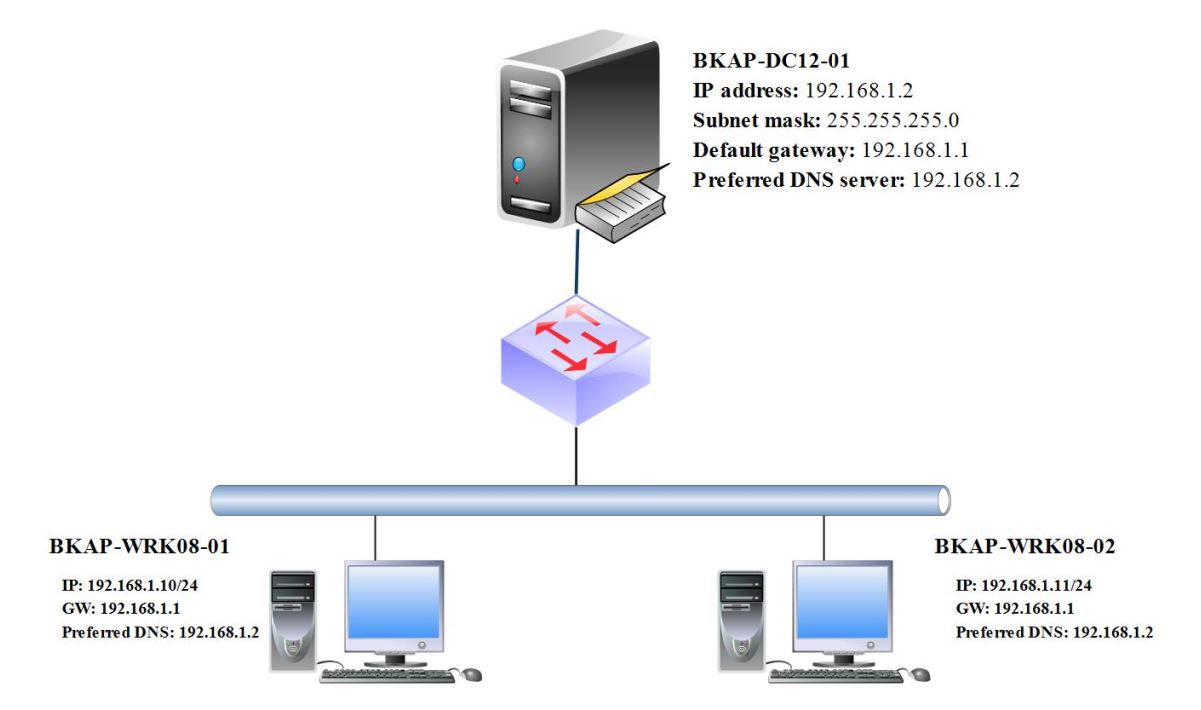 BKAP-DC12-01
IP address: 192.168.1.2
Subnet mask: 255.255.255.0
Default gateway: 192.168.1.1
Preferred DNS server: 192.168.1.2
BKAP-WRK08-01
IP: 192.168.1.10/24
GW: 192.168.1.1
Preferred DNS: 192.168.1.2
BKAP-WRK08-02
IP: 192.168.1.11/24
GW: 192.168.1.1
Preferred DNS: 192.168.1.2